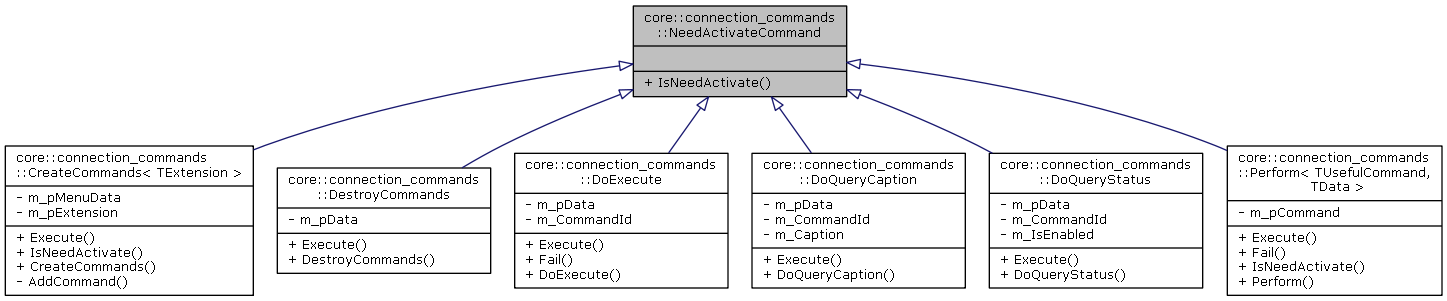 core::connection_commands
::NeedActivateCommand
+ IsNeedActivate()
core::connection_commands
::CreateCommands< TExtension >
- m_pMenuData
- m_pExtension
+ Execute()
+ IsNeedActivate()
+ CreateCommands()
- AddCommand()
core::connection_commands
::DestroyCommands
- m_pData
+ Execute()
+ DestroyCommands()
core::connection_commands
::DoExecute
- m_pData
- m_CommandId
+ Execute()
+ Fail()
+ DoExecute()
core::connection_commands
::DoQueryCaption
- m_pData
- m_CommandId
- m_Caption
+ Execute()
+ DoQueryCaption()
core::connection_commands
::DoQueryStatus
- m_pData
- m_CommandId
- m_IsEnabled
+ Execute()
+ DoQueryStatus()
core::connection_commands
::Perform< TUsefulCommand,
TData >
- m_pCommand
+ Execute()
+ Fail()
+ IsNeedActivate()
+ Perform()